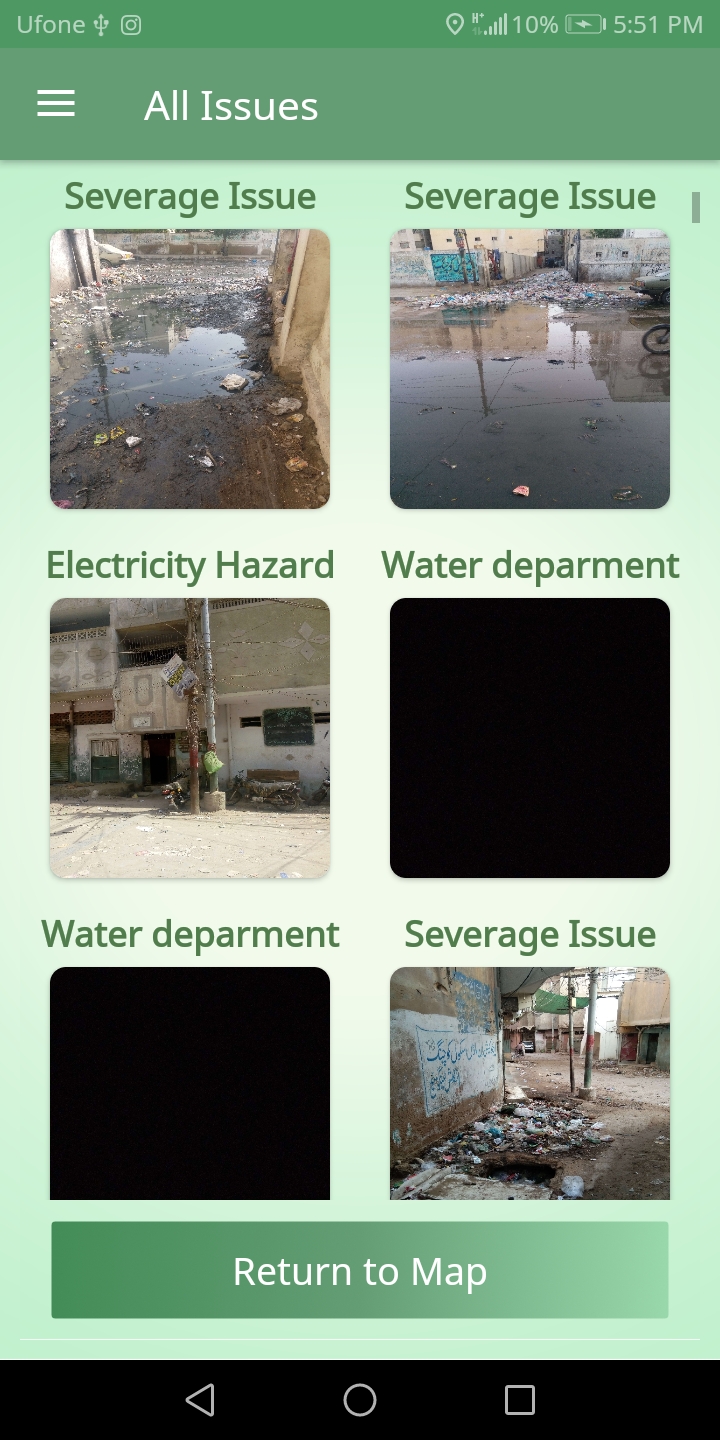 Ufone 10% 5:51 PM
All Issues
Severage Issue Severage Issue
Electricity Hazard Water deparment
Water deparment Severage Issue
Return to Map